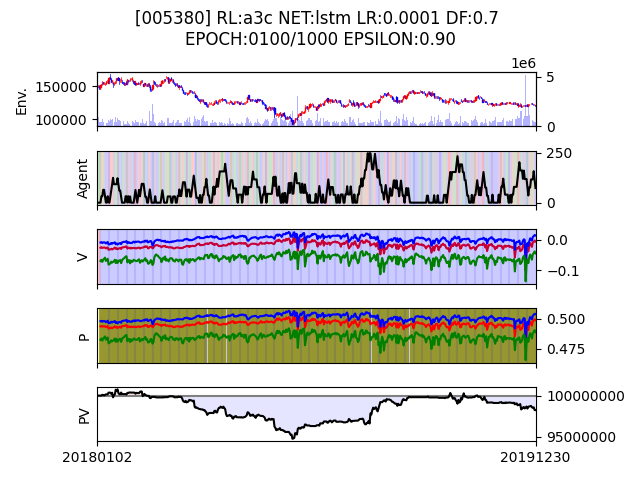 [005380] RL:a3c NET:lstm LR:0.0001 DF:0.7
EPOCH:0100/1000 EPSILON:0.90
1e6
Env.
150000
100000
5
0
Agent
250
0
V
0.0
−0.1
P
0.500
0.475
PV
100000000
95000000
20180102
20191230